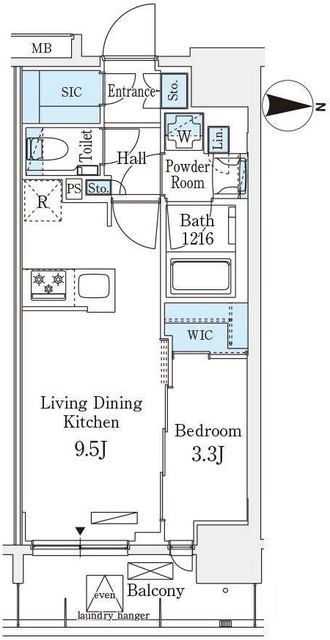 MB
SIC
Entrance
Sto.
N
Toilet
Hall
W
Lin.
R
PS
Sto.
Powder
Room
Bath
1216
WIC
Living Dining
Kitchen
9.5J
Bedroom
3.3J
even
Balcony
laundry hanger